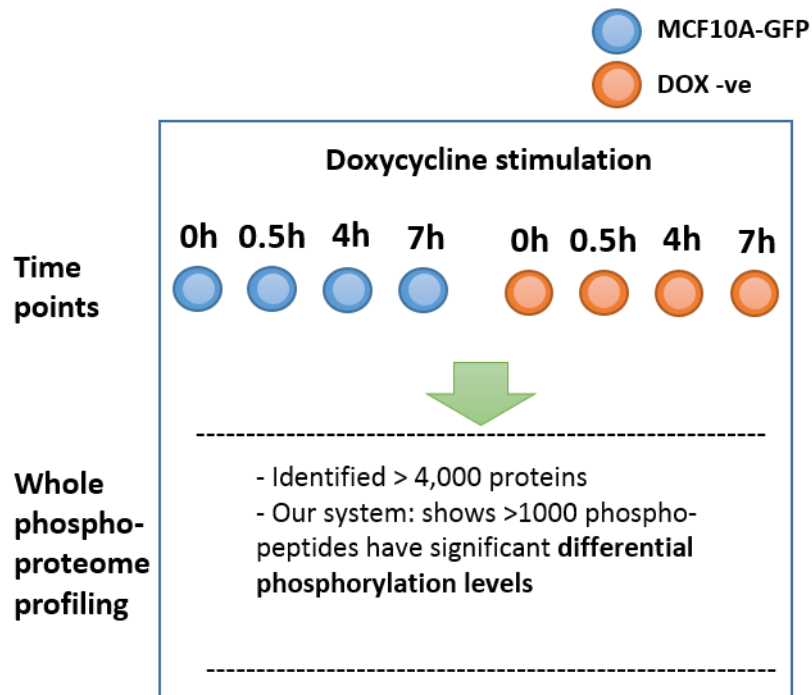 MCF10A-GFP
DOX -ve
Doxycycline stimulation
0h 0.5h 4h 7h 0h 0.5h 4h 7h
Time
points
------------------------------------------------------------
Whole
phospho-
proteome
profiling
- Identified > 4,000 proteins
- Our system: shows >1000 phospho-
peptides have significant differential
phosphorylation levels
------------------------------------------------------------